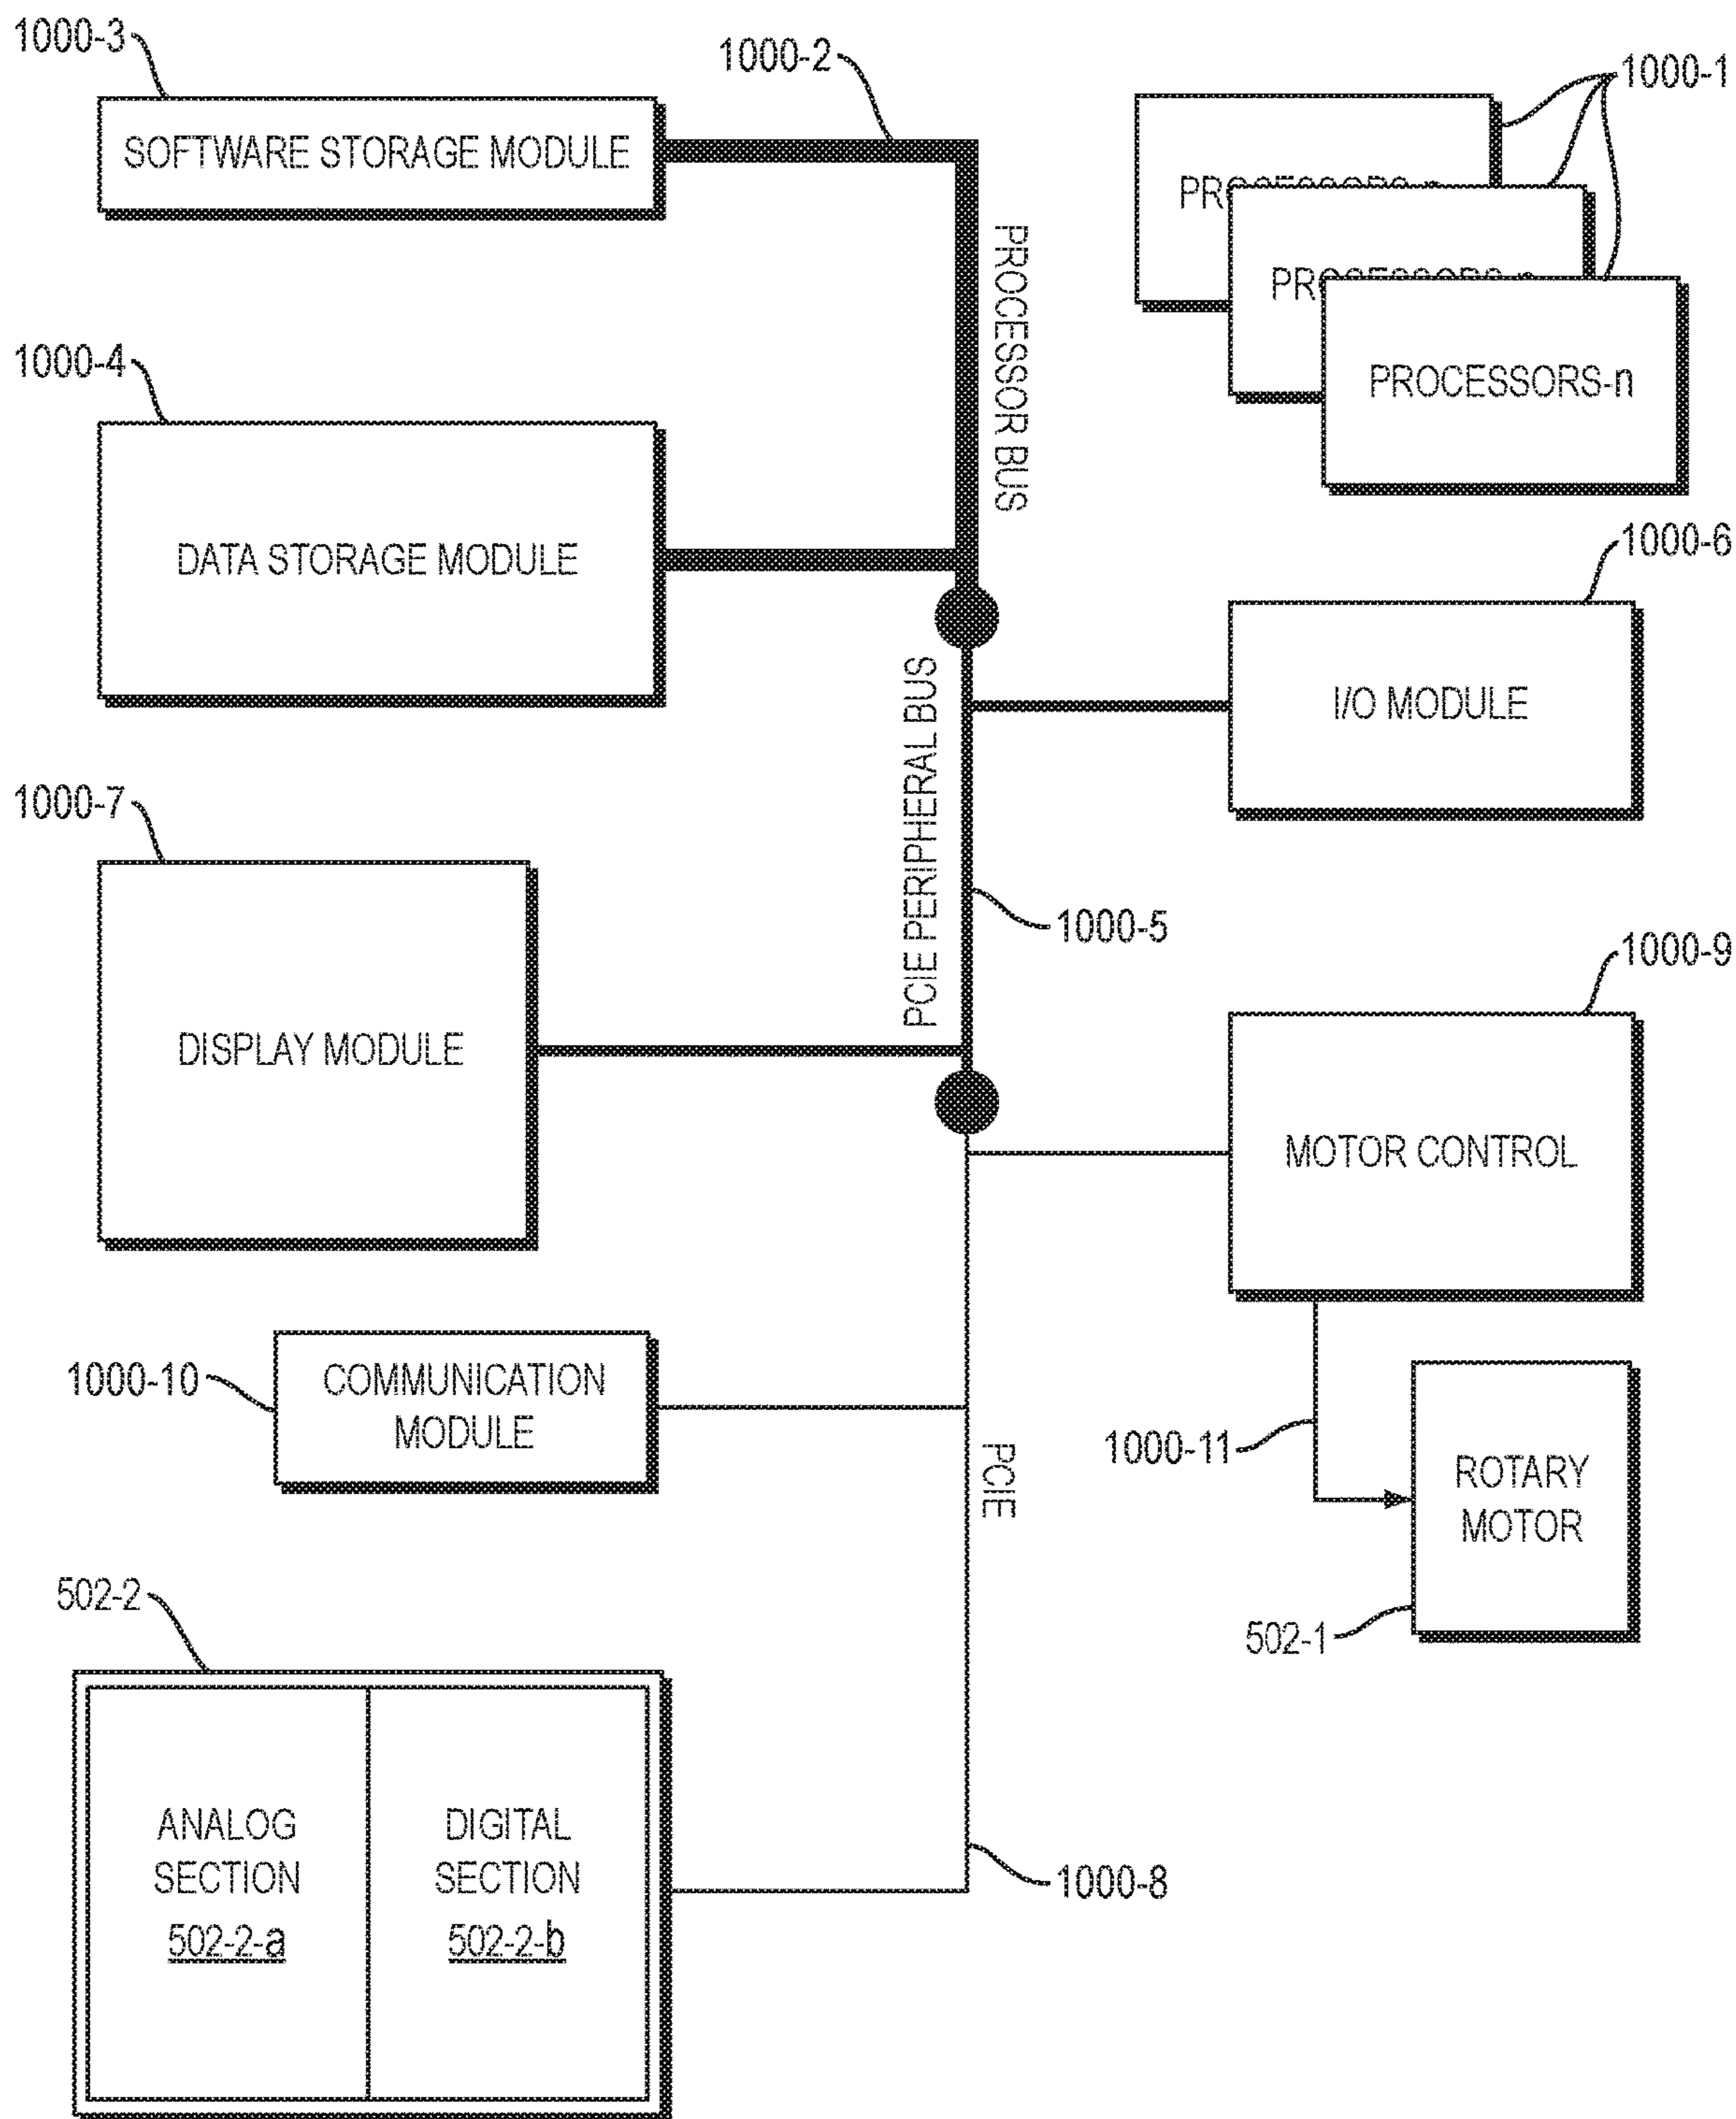 1000-3
1000-2
1000-1
SOFTWARE STORAGE MODULE
PROCESSORS-n
PROCESSOR BUS
1000-4
DATA STORAGE MODULE
1000-6
I/O MODULE
PCIE PERIPHERAL BUS
1000-7
DISPLAY MODULE
1000-5
1000-9
MOTOR CONTROL
1000-10
COMMUNICATION
MODULE
PCIE
1000-11
ROTARY
MOTOR
502-1
502-2
ANALOG
SECTION
502-2-a
DIGITAL
SECTION
502-2-b
1000-8